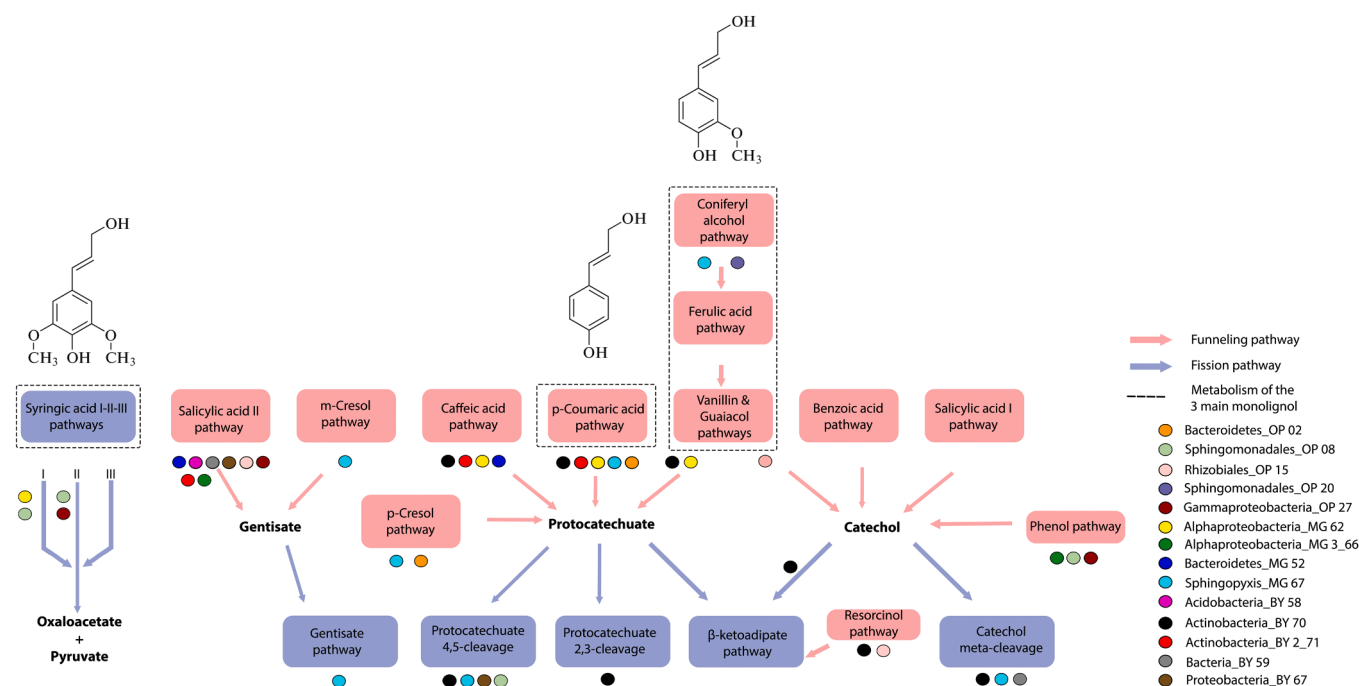 OH
O
OH CH₃
Coniferyl
alcohol
pathway
Ferulic acid
pathway
Vanillin &
Guaiacol
pathways
OH
O
O
CH₃ OH CH₃
OH
OH
Syringic acid I-II-III
pathways
Salicylic acid II
pathway
m-Cresol
pathway
Caffeic acid
pathway
p-Coumaric acid
pathway
Benzoic acid
pathway
Salicylic acid I
pathway
I II III
Gentisate
p-Cresol
pathway
Protocatechuate
Catechol
Phenol pathway
Oxaloacetate
+
Pyruvate
Gentisate
pathway
Protocatechuate
4,5-cleavage
Protocatechuate
2,3-cleavage
β-ketoadipate
pathway
Resorcinol
pathway
Catechol
meta-cleavage
Funneling pathway
Fission pathway
Metabolism of the
3 main monolignol
Bacteroidetes_OP 02
Sphingomonadales_OP 08
Rhizobiales_OP 15
Sphingomonadales_OP 20
Gammaproteobacteria_OP 27
Alphaproteobacteria_MG 62
Alphaproteobacteria_MG 3_66
Bacteroidetes_MG 52
Sphingopyxis_MG 67
Acidobacteria_BY 58
Actinobacteria_BY 70
Actinobacteria_BY 2_71
Bacteria_BY 59
Proteobacteria_BY 67